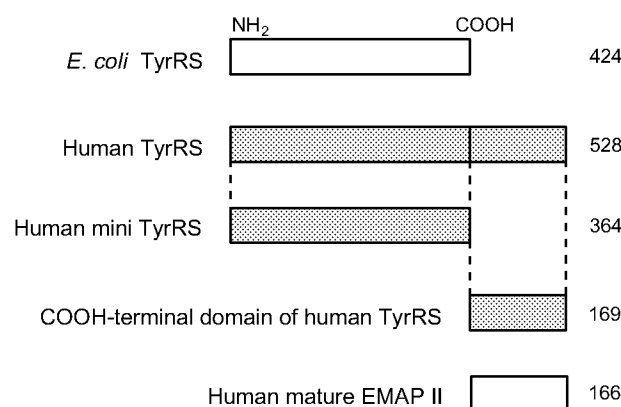 NH2 COOH
E. coli TyrRS 424
Human TyrRS 528
Human mini TyrRS 364
COOH-terminal domain of human TyrRS 169
Human mature EMAP II 166